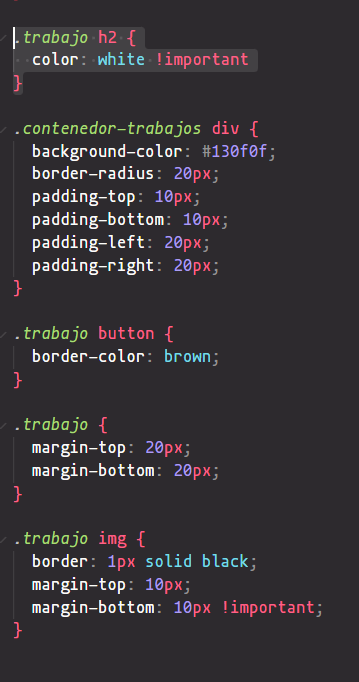 .trabajo h2 {
color: white !important
}
.contenedor-trabajos div {
background-color: #130f0f;
border-radius: 20px;
padding-top: 10px;
padding-bottom: 10px;
padding-left: 20px;
padding-right: 20px;
}
.trabajo button {
border-color: brown;
}
.trabajo {
margin-top: 20px;
margin-bottom: 20px;
}
.trabajo img {
border: 1px solid black;
margin-top: 10px;
margin-bottom: 10px !important;
}